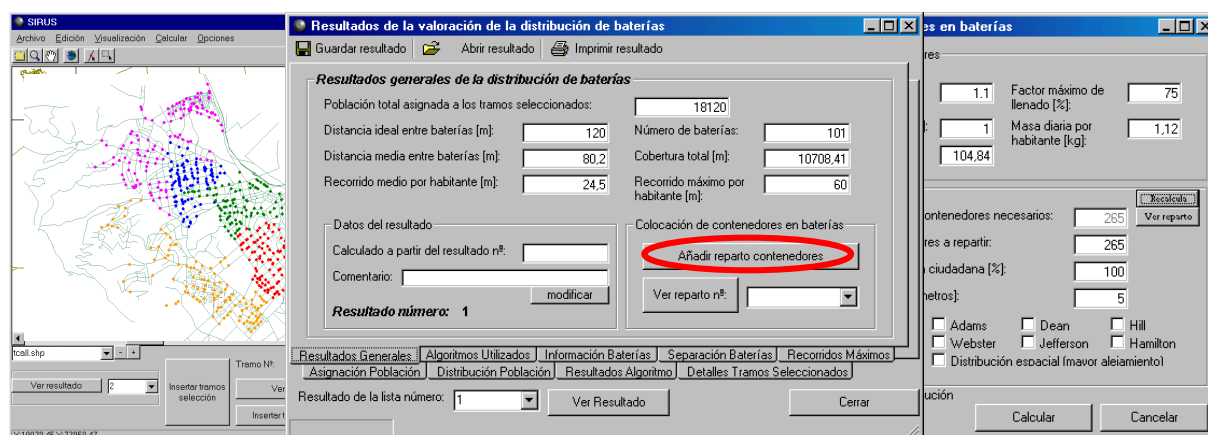 SIRUS
Archivo Edición Visualización Calcular Opciones
tcall.shp
- +
Ver resultado 2
Insertar tramos selección
Tramo Nº:
Ver
Insertar t
X:19070,45 Y:77950,47
Resultados de la valoración de la distribución de baterías
Guardar resultado Abrir resultado Imprimir resultado
Resultados generales de la distribución de baterías
Población total asignada a los tramos seleccionados: 18120
Distancia ideal entre baterías [m]: 120 Número de baterías: 101
Distancia media entre baterías [m]: 80,2 Cobertura total [m]: 10708,41
Recorrido medio por habitante [m]: 24,5 Recorrido máximo por habitante [m]: 60
Datos del resultado
Calculado a partir del resultado nº:
Comentario:
modificar
Resultado número: 1
Colocación de contenedores en baterías
Añadir reparto contenedores
Ver reparto nº:
Resultados Generales Algoritmos Utilizados Información Baterías Separación Baterías Recorridos Máximos
Asignación Población Distribución Población Resultados Algoritmo Detalles Tramos Seleccionados
Resultado de la lista número: 1 Ver Resultado Cerrar
es en baterías
res
1.1 Factor máximo de llenado [%]: 75
: 1 Masa diaria por habitante [kg]: 1,12
104,84
Recalcula
ontenedores necesarios: 265 Ver reparto
res a repartir: 265
ciudadana [%]: 100
netros]: 5
Adams Dean Hill
Webster Jefferson Hamilton
Distribución espacial (mayor alejamiento)
ución
Calcular Cancelar